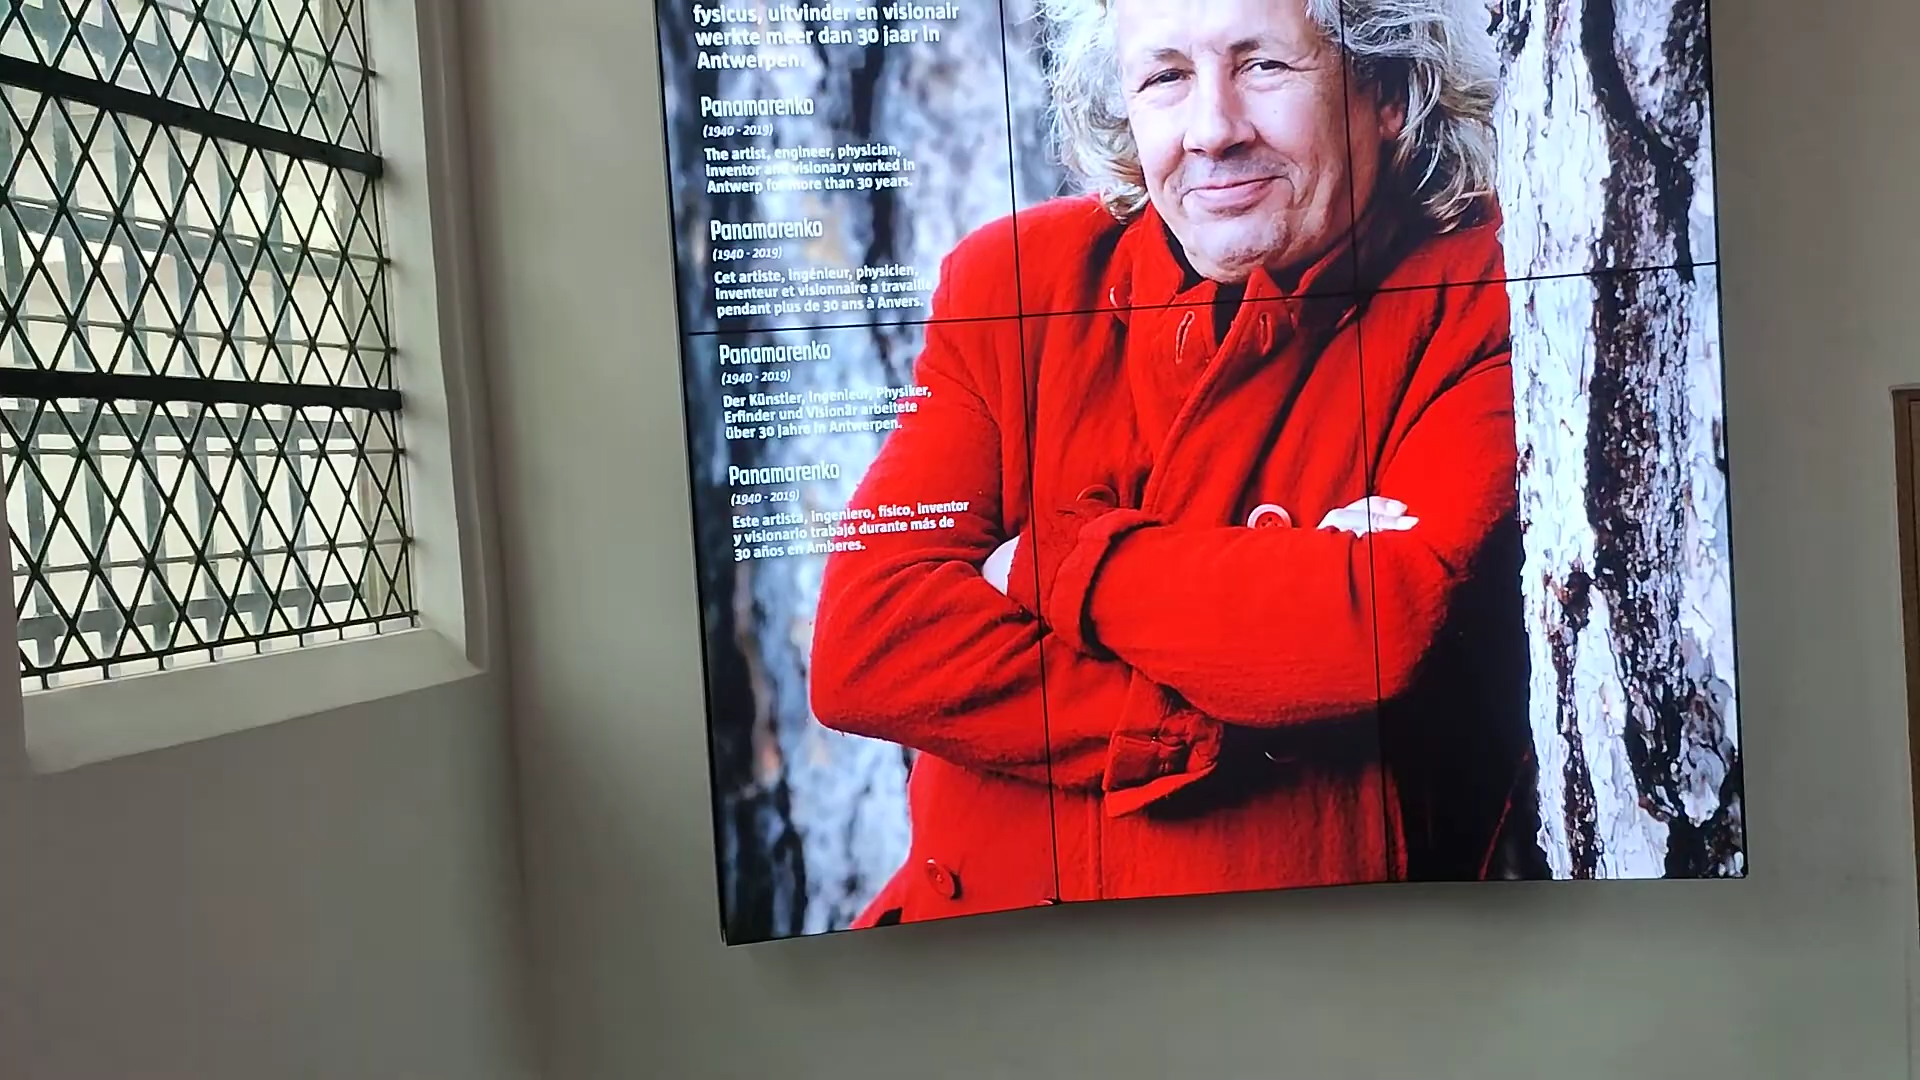 fysicus, uitvinder en visionair
werkte meer dan 30 jaar in
Antwerpen.
Panamarenko
(1940 - 2019)
The artist, engineer, physician,
inventor and visionary worked in
Antwerp for more than 30 years.
Panamarenko
(1940 - 2019)
Cet artiste, ingénieur, physicien,
inventeur et visionnaire a travaillé
pendant plus de 30 ans à Anvers.
Panamarenko
(1940 - 2019)
Der Künstler, Ingenieur, Physiker,
Erfinder und Visionär arbeitete
über 30 Jahre in Antwerpen.
Panamarenko
(1940 - 2019)
Este artista, ingeniero, físico, inventor
y visionario trabajó durante más de
30 años en Amberes.